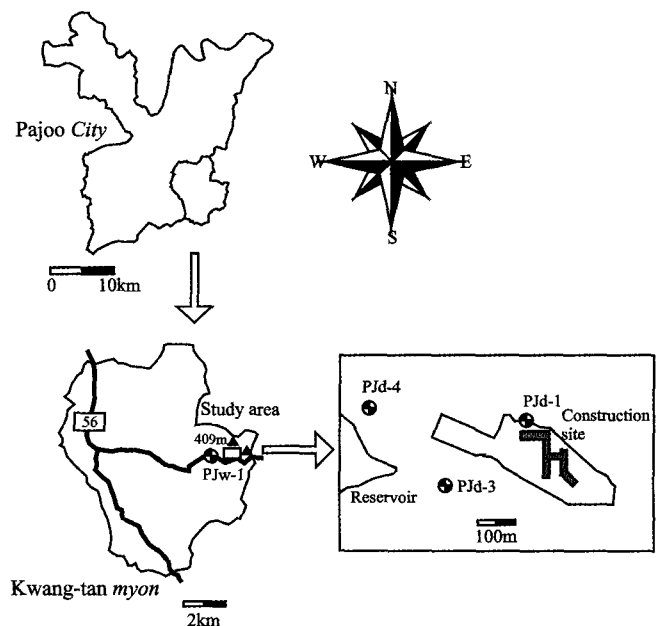 N
Pajoo City
W
E
S
0 10km
PJd-4
PJd-1
Study area
Construction
site
56
409m
PJw-1
PJd-3
Reservoir
100m
Kwang-tan myon
2km